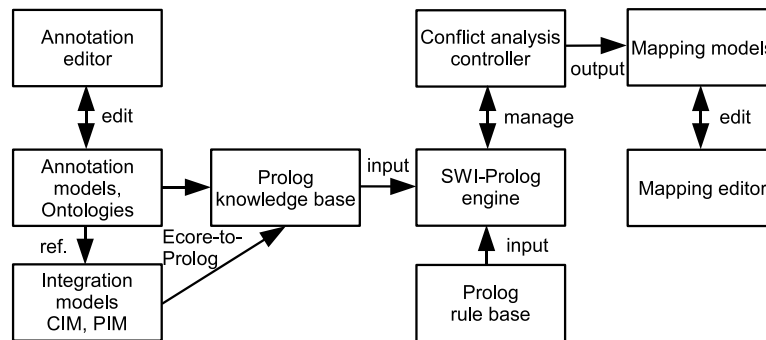 Annotation
editor
edit
Annotation
models,
Ontologies
ref.
Integration
models
CIM, PIM
Ecore-to-
Prolog
Prolog
knowledge base
input
Conflict analysis
controller
output
Mapping models
manage
edit
SWI-Prolog
engine
Mapping editor
input
Prolog
rule base